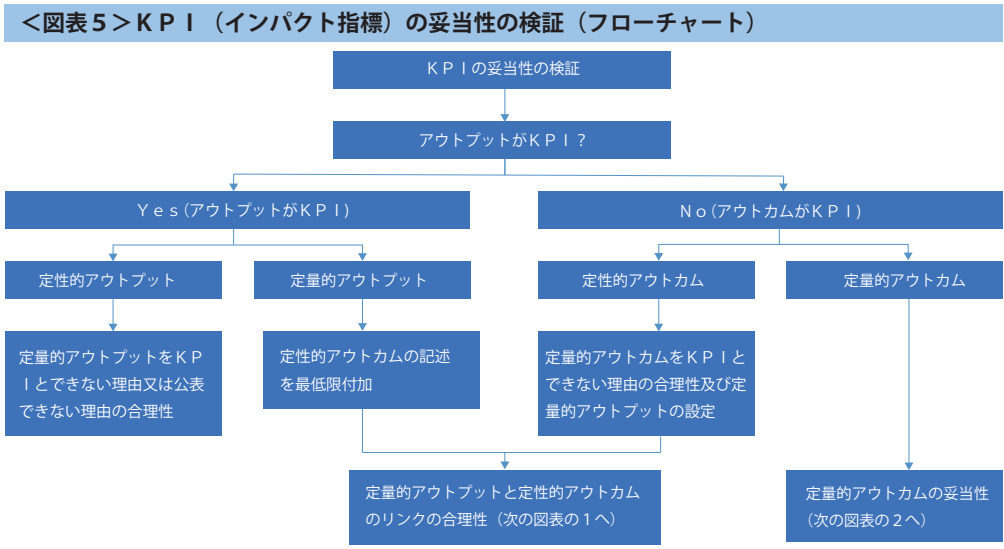 ＜図表５＞ＫＰＩ（インパクト指標）の妥当性の検証（フローチャート）
ＫＰＩの妥当性の検証
アウトプットがＫＰＩ？
Ｙｅｓ(アウトプットがＫＰＩ)
Ｎｏ(アウトカムがＫＰＩ)
定性的アウトプット
定量的アウトプット
定性的アウトカム
定量的アウトカム
定量的アウトプットをＫＰ
Ｉとできない理由又は公表
できない理由の合理性
定性的アウトカムの記述
を最低限付加
定量的アウトカムをＫＰＩと
できない理由の合理性及び定
量的アウトプットの設定
定量的アウトプットと定性的アウトカム
のリンクの合理性（次の図表の１へ）
定量的アウトカムの妥当性
（次の図表の２へ）